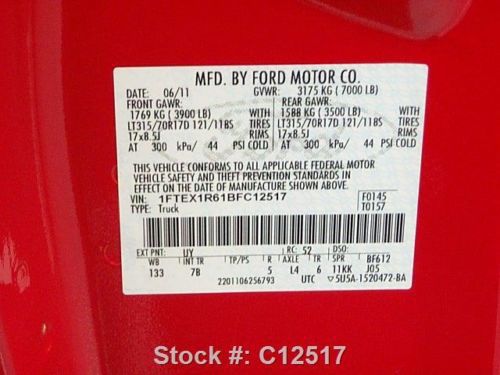 MFD. BY FORD MOTOR CO.
DATE: 06/11 GVWR: 3175 KG ( 7000 LB)
FRONT GAWR: REAR GAWR:
1769 KG ( 3900 LB) WITH 1588 KG ( 3500 LB) WITH
LT315/70R17D 121/118S TIRES LT315/70R17D 121/118S TIRES
17x8.5J RIMS 17x8.5J RIMS
AT 300 kPa/ 44 PSI COLD AT 300 kPa/ 44 PSI COLD
THIS VEHICLE CONFORMS TO ALL APPLICABLE FEDERAL MOTOR
VEHICLE SAFETY AND THEFT PREVENTION STANDARDS IN EFFECT
ON THE DATE OF MANUFACTURE SHOWN ABOVE.
VIN: 1FTEX1R61BFC12517 F0145
TYPE: Truck T0157
EXT PNT: UY RC: 52 DSO:
WB INT TR TP/PS R AXLE TR SPR BF612
133 7B 5 L4 6 11KK J05
2201106256793 UTC ▽5U5A-1520472-BA
Stock #: C12517